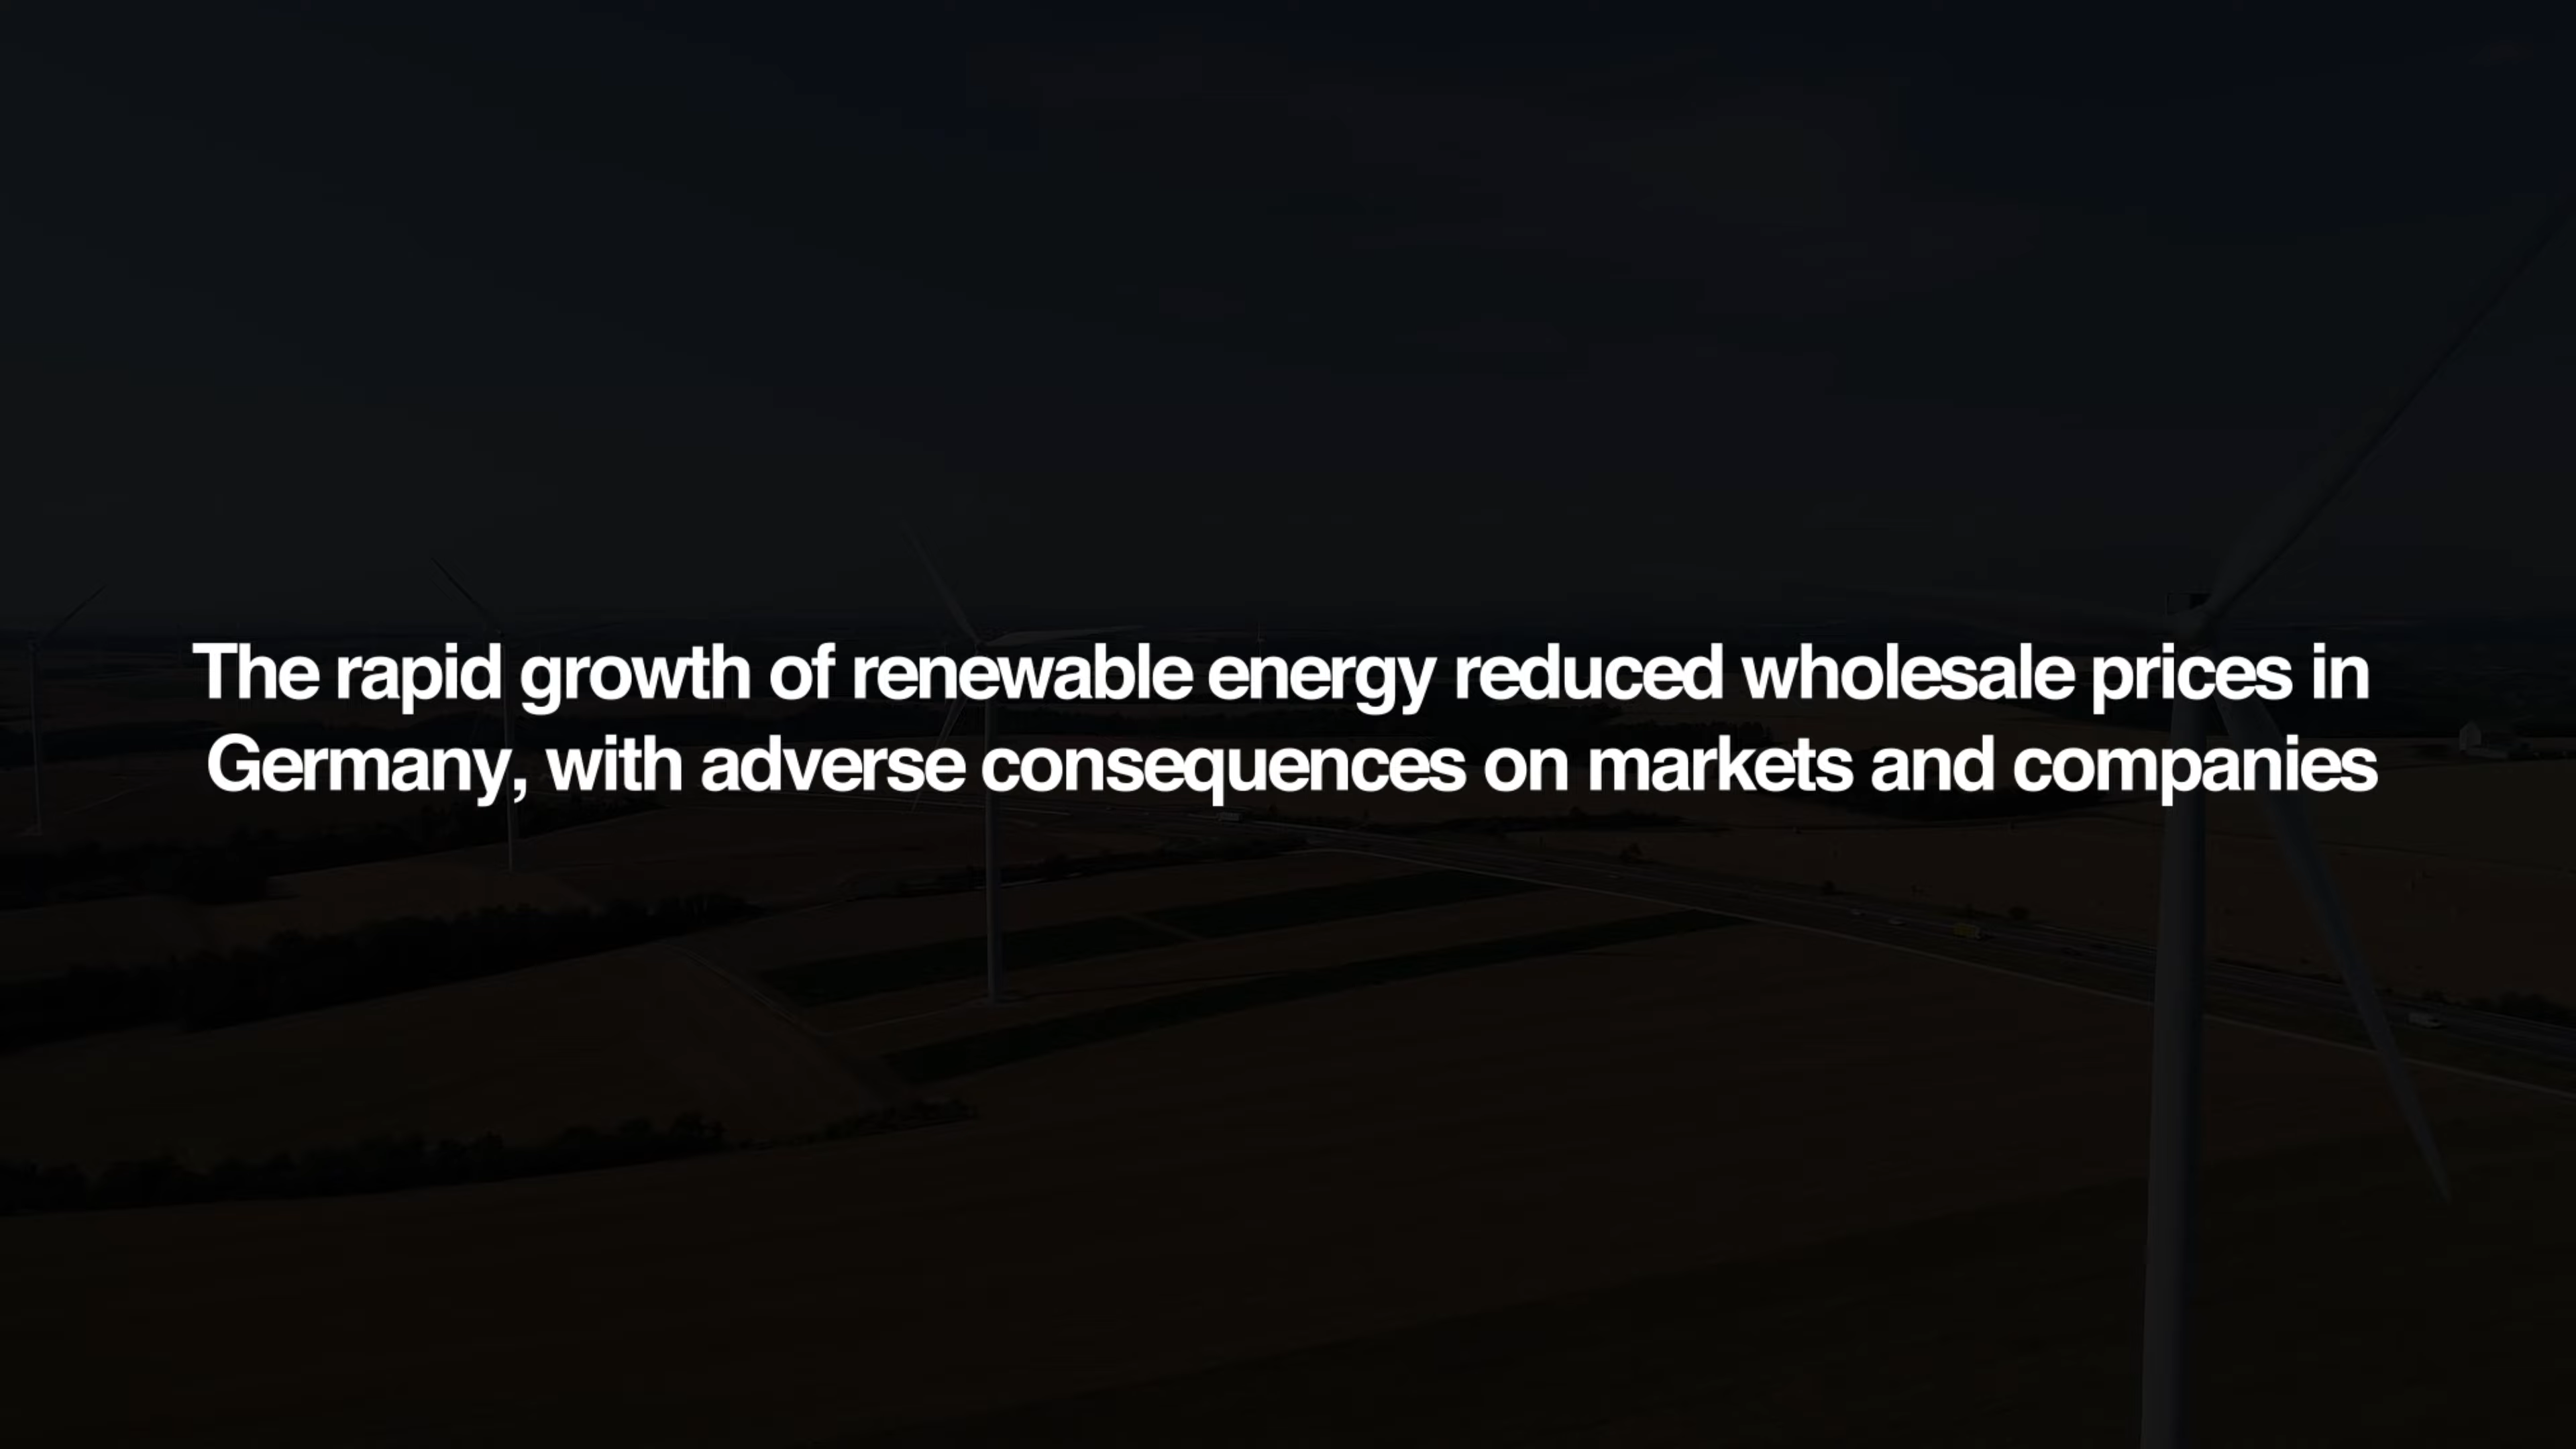 The rapid growth of renewable energy reduced wholesale prices in
Germany, with adverse consequences on markets and companies